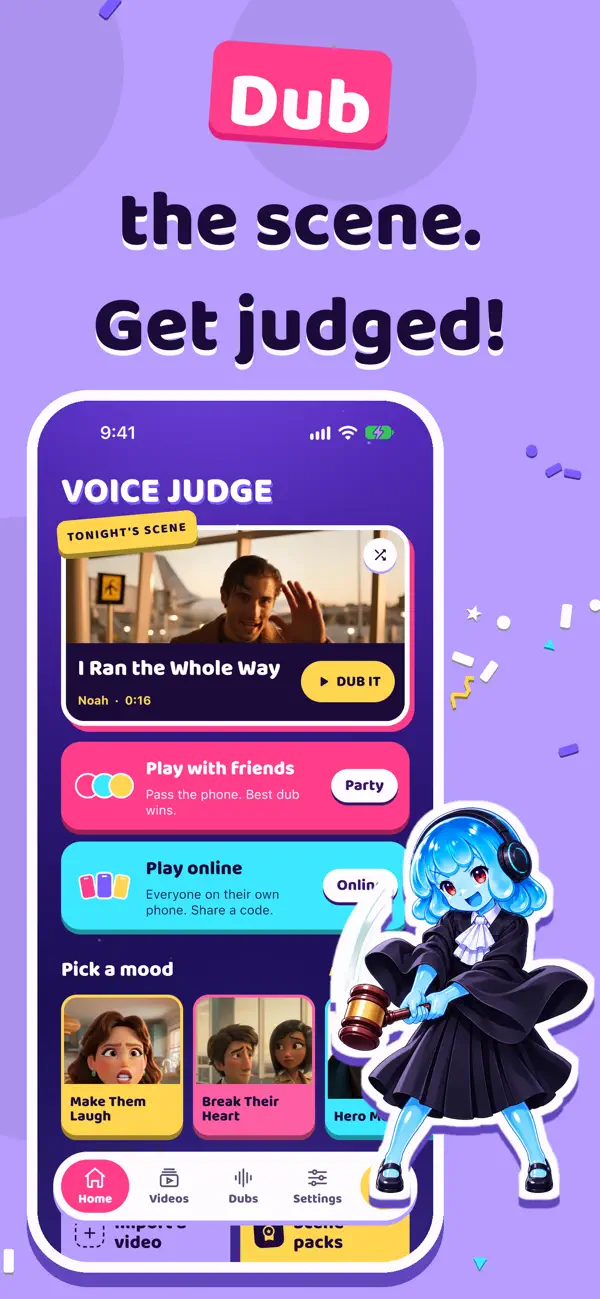 Dub
the scene.
Get judged!
9:41
VOICE JUDGE
TONIGHT'S SCENE
I Ran the Whole Way
Noah · 0:16
DUB IT
Play with friends
Pass the phone. Best dub
wins.
Party
Play online
Everyone on their own
phone. Share a code.
Online
Pick a mood
Make Them
Laugh
Break Their
Heart
Hero
Home
Videos
Dubs
Settings
video
packs